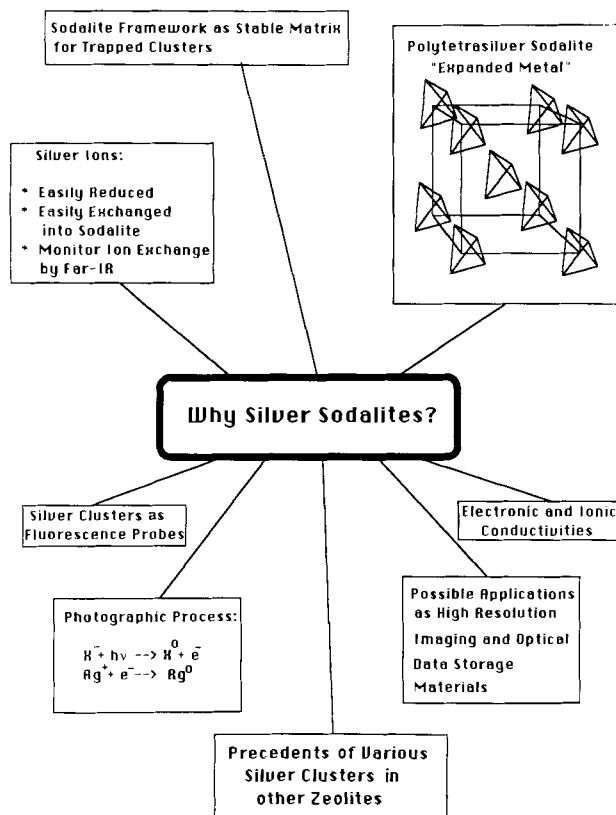 Sodalite Framework as Stable Matrix
for Trapped Clusters
Polytetrasilver Sodalite
"Expanded Metal"
Silver Ions:
* Easily Reduced
* Easily Exchanged
into Sodalite
* Monitor Ion Exchange
by Far-IR
Why Silver Sodalites?
Silver Clusters as
Fluorescence Probes
Electronic and Ionic
Conductivities
Photographic Process:
X⁻ + hν --> X⁰ + e⁻
Ag⁺ + e⁻ --> Ag⁰
Possible Applications
as High Resolution
Imaging and Optical
Data Storage
Materials
Precedents of Various
Silver Clusters in
other Zeolites